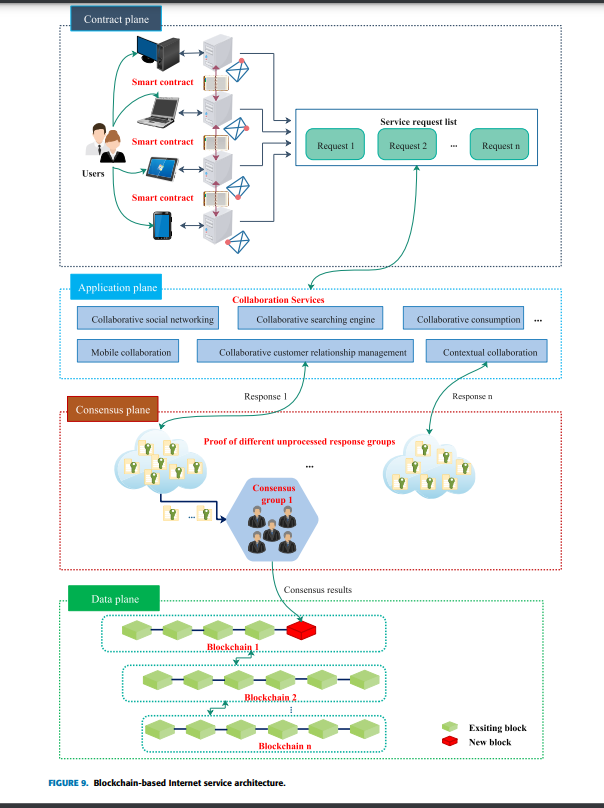 Contract plane
Smart contract
Smart contract
Smart contract
Users
Service request list
Request 1
Request 2
...
Request n
Application plane
Collaboration Services
Collaborative social networking
Collaborative searching engine
Collaborative consumption
...
Mobile collaboration
Collaborative customer relationship management
Contextual collaboration
Response 1
Response n
Consensus plane
Proof of different unprocessed response groups
...
Consensus
group 1
...
Consensus results
Data plane
Blockchain 1
Blockchain 2
Blockchain n
Exsiting block
New block
FIGURE 9. Blockchain-based Internet service architecture.